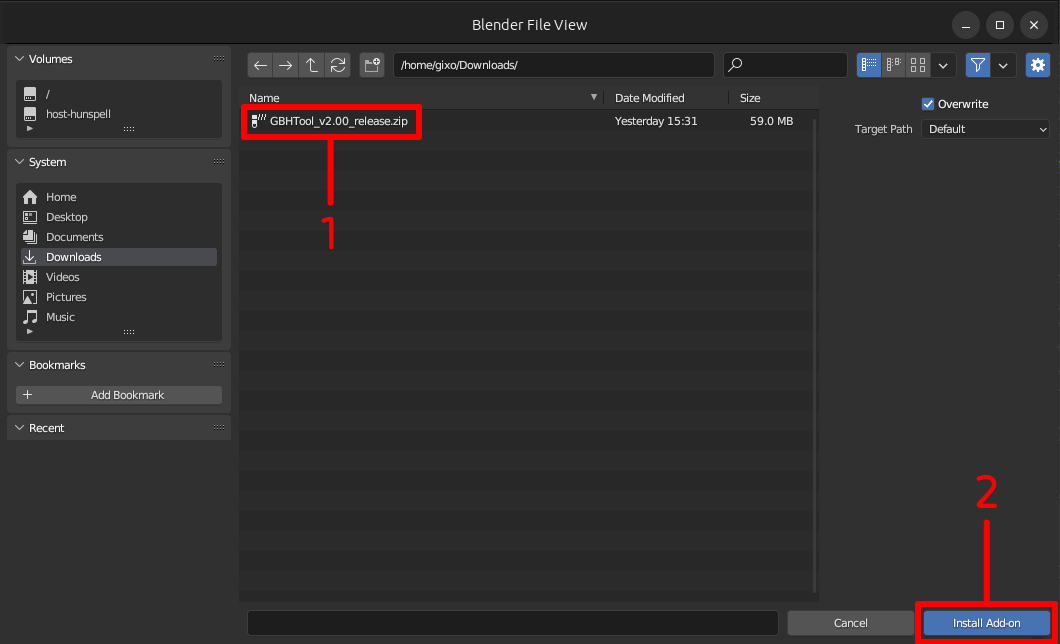 Blender File View
Volumes
/
host-hunspell
System
Home
Desktop
Documents
Downloads
Videos
Pictures
Music
Bookmarks
Add Bookmark
Recent
/home/gixo/Downloads/
Name Date Modified Size
GBHTool_v2.00_release.zip Yesterday 15:31 59.0 MB
1
Overwrite
Target Path Default
2
Cancel Install Add-on